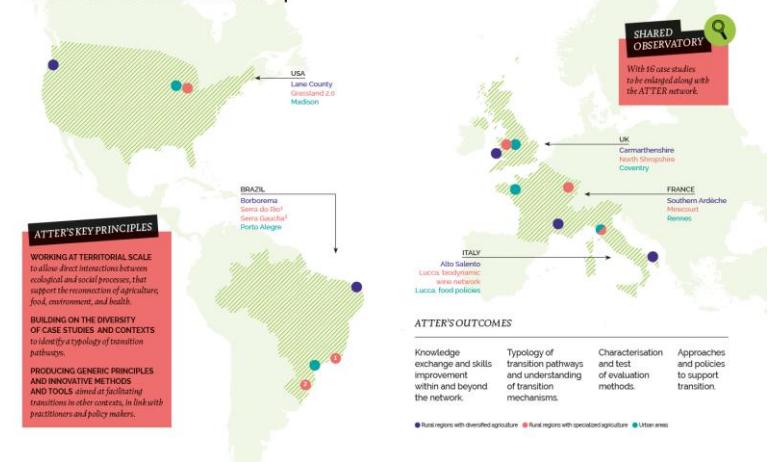 USA
Lane County
Grassland 2.0
Madison
BRAZIL
Borborema
Serra do Rio¹
Serra Gaucha²
Porto Alegre
1
2
ATTER'S KEY PRINCIPLES
WORKING AT TERRITORIAL SCALE
to allow direct interactions between
ecological and social processes, that
support the reconnection of agriculture,
food, environment, and health.
BUILDING ON THE DIVERSITY
OF CASE STUDIES AND CONTEXTS
to identify a typology of transition
pathways.
PRODUCING GENERIC PRINCIPLES
AND INNOVATIVE METHODS
AND TOOLS aimed at facilitating
transitions in other contexts, in link with
practitioners and policy makers.
SHARED
OBSERVATORY
With 16 case studies
to be enlarged along with
the ATTER network.
UK
Carmarthenshire
North Shropshire
Coventry
FRANCE
Southern Ardèche
Mirecourt
Rennes
ITALY
Alto Salento
Lucca, biodynamic
wine network
Lucca, food policies
ATTER'S OUTCOMES
Knowledge
exchange and skills
improvement
within and beyond
the network.
Typology of
transition pathways
and understanding
of transition
mechanisms.
Characterisation
and test
of evaluation
methods.
Approaches
and policies
to support
transition.
Rural regions with diversified agriculture Rural regions with specialized agriculture Urban areas